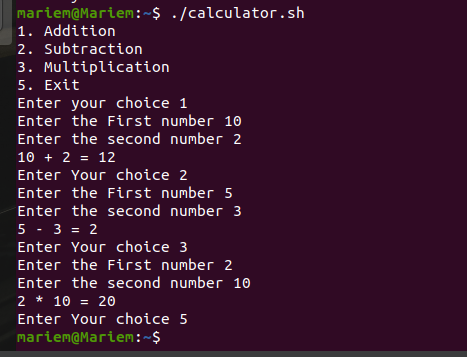 mariem@Mariem:~$ ./calculator.sh
1. Addition
2. Subtraction
3. Multiplication
5. Exit
Enter your choice 1
Enter the First number 10
Enter the second number 2
10 + 2 = 12
Enter Your choice 2
Enter the First number 5
Enter the second number 3
5 - 3 = 2
Enter Your choice 3
Enter the First number 2
Enter the second number 10
2 * 10 = 20
Enter Your choice 5
mariem@Mariem:~$